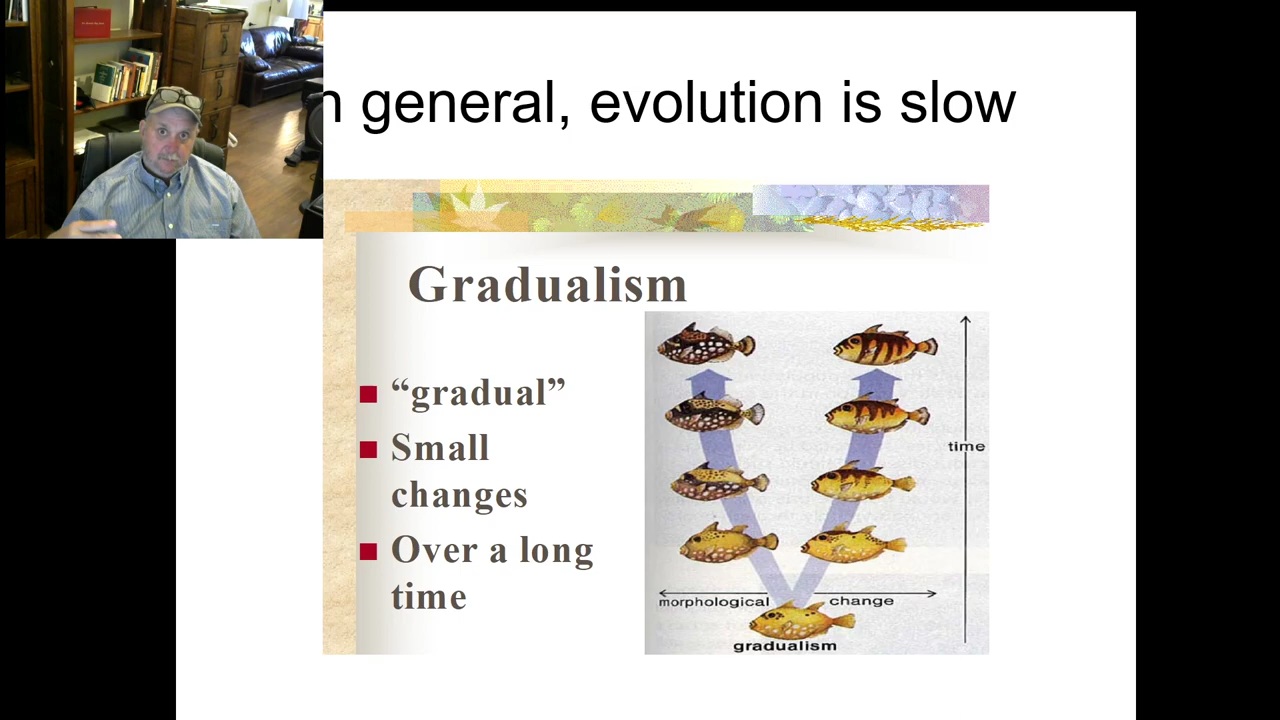 n general, evolution is slow
Gradualism
“gradual”
Small
changes
Over a long
time
time
morphological change
gradualism